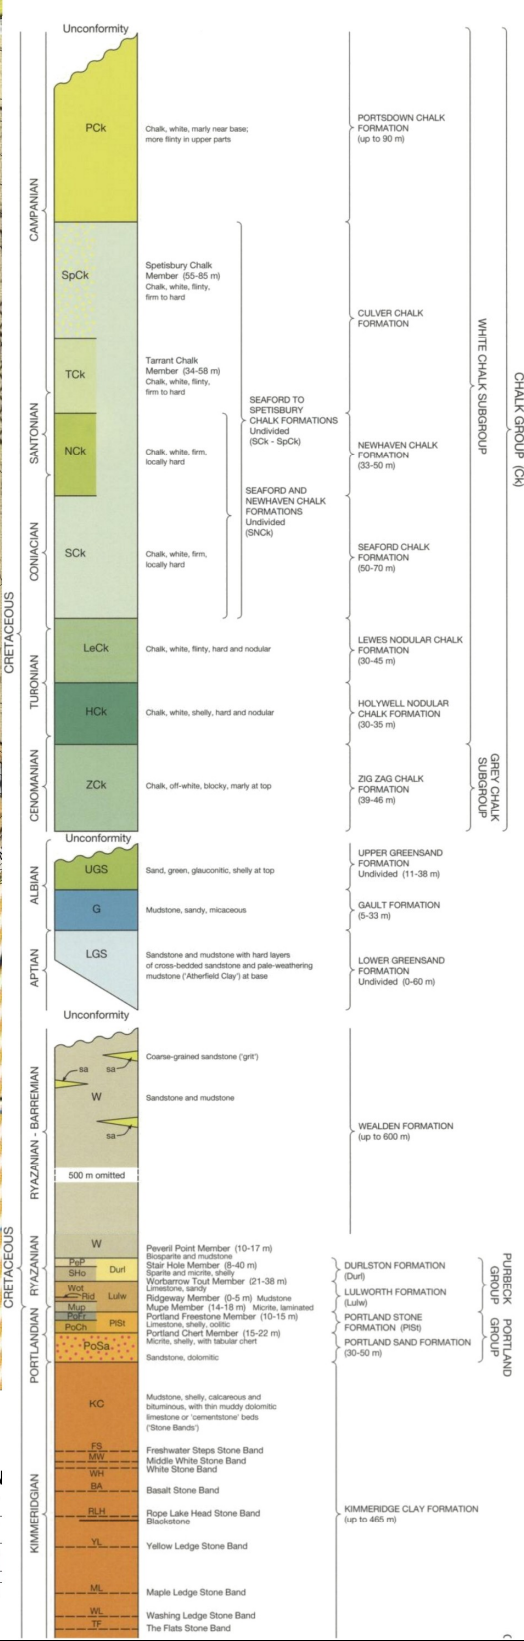 Unconformity
PCk
Chalk, white, marly near base;
more flinty in upper parts
PORTSDOWN CHALK
FORMATION
(up to 90 m)
CAMPANIAN
SpCk
Spetisbury Chalk
Member (55-85 m)
Chalk, white, flinty,
firm to hard
CULVER CHALK
FORMATION
TCk
Tarrant Chalk
Member (34-58 m)
Chalk, white, flinty,
firm to hard
SEAFORD TO
SPETISBURY
CHALK FORMATIONS
Undivided
(SCk - SpCk)
WHITE CHALK SUBGROUP
CHALK GROUP (Ck)
SANTONIAN
NCk
Chalk, white, firm,
locally hard
NEWHAVEN CHALK
FORMATION
(33-50 m)
SEAFORD AND
NEWHAVEN CHALK
FORMATIONS
Undivided
(SNCk)
CONIACIAN
SCk
Chalk, white, firm,
locally hard
SEAFORD CHALK
FORMATION
(50-70 m)
CRETACEOUS
TURONIAN
LeCk
Chalk, white, flinty, hard and nodular
LEWES NODULAR CHALK
FORMATION
(30-45 m)
HCk
Chalk, white, shelly, hard and nodular
HOLYWELL NODULAR
CHALK FORMATION
(30-35 m)
CENOMANIAN
ZCk
Chalk, off-white, blocky, marly at top
ZIG ZAG CHALK
FORMATION
(39-46 m)
GREY CHALK
SUBGROUP
Unconformity
ALBIAN
UGS
Sand, green, glauconitic, shelly at top
UPPER GREENSAND
FORMATION
Undivided (11-38 m)
G
Mudstone, sandy, micaceous
GAULT FORMATION
(5-33 m)
APTIAN
LGS
Sandstone and mudstone with hard layers
of cross-bedded sandstone and pale-weathering
mudstone ('Atherfield Clay') at base
LOWER GREENSAND
FORMATION
Undivided (0-60 m)
Unconformity
Coarse-grained sandstone ('grit')
sa
sa
W
Sandstone and mudstone
sa
WEALDEN FORMATION
(up to 600 m)
RYAZANIAN - BARREMIAN
500 m omitted
CRETACEOUS
RYAZANIAN
W
Peveril Point Member (10-17 m)
Biosparite and mudstone
PeP
Stair Hole Member (8-40 m)
Sparite and micrite, shelly
SHo
Durl
DURLSTON FORMATION
(Durl)
PURBECK
GROUP
Worbarrow Tout Member (21-38 m)
Limestone, sandy
Wot
Rid
Lulw
Ridgeway Member (0-5 m) Mudstone
LULWORTH FORMATION
(Lulw)
Mup
Mupe Member (14-18 m) Micrite, laminated
PORTLANDIAN
PoFr
Portland Freestone Member (10-15 m)
Limestone, shelly, oolitic
PoCh
PlSt
Portland Chert Member (15-22 m)
Micrite, shelly, with tabular chert
PORTLAND STONE
FORMATION (PlSt)
PORTLAND
GROUP
PoSa
Sandstone, dolomitic
PORTLAND SAND FORMATION
(30-50 m)
KIMMERIDGIAN
KC
Mudstone, shelly, calcareous and
bituminous, with thin muddy dolomitic
limestone or 'cementstone' beds
('Stone Bands')
FS
Freshwater Steps Stone Band
MW
Middle White Stone Band
White Stone Band
WH
BA
Basalt Stone Band
RLH
Rope Lake Head Stone Band
Blackstone
KIMMERIDGE CLAY FORMATION
(up to 465 m)
YL
Yellow Ledge Stone Band
ML
Maple Ledge Stone Band
WL
Washing Ledge Stone Band
TF
The Flats Stone Band